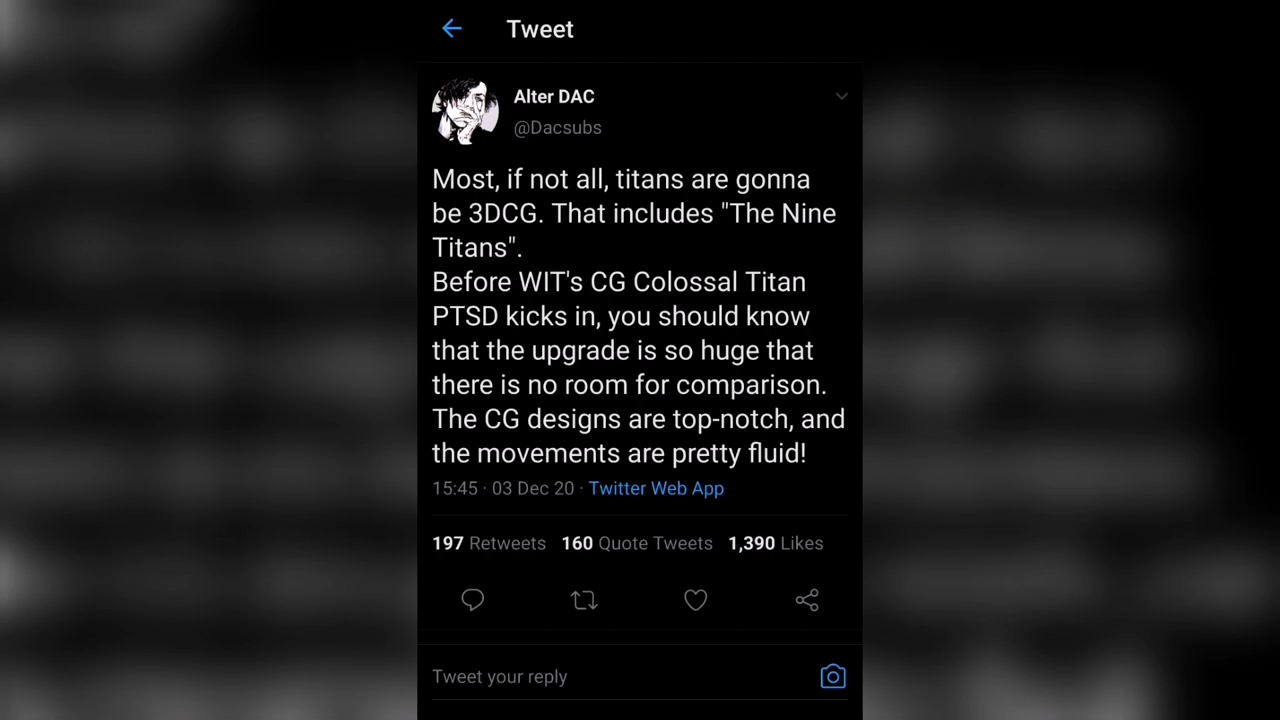 Tweet
Alter DAC
@Dacsubs
Most, if not all, titans are gonna
be 3DCG. That includes "The Nine
Titans".
Before WIT's CG Colossal Titan
PTSD kicks in, you should know
that the upgrade is so huge that
there is no room for comparison.
The CG designs are top-notch, and
the movements are pretty fluid!
15:45 · 03 Dec 20 · Twitter Web App
197 Retweets 160 Quote Tweets 1,390 Likes
Tweet your reply